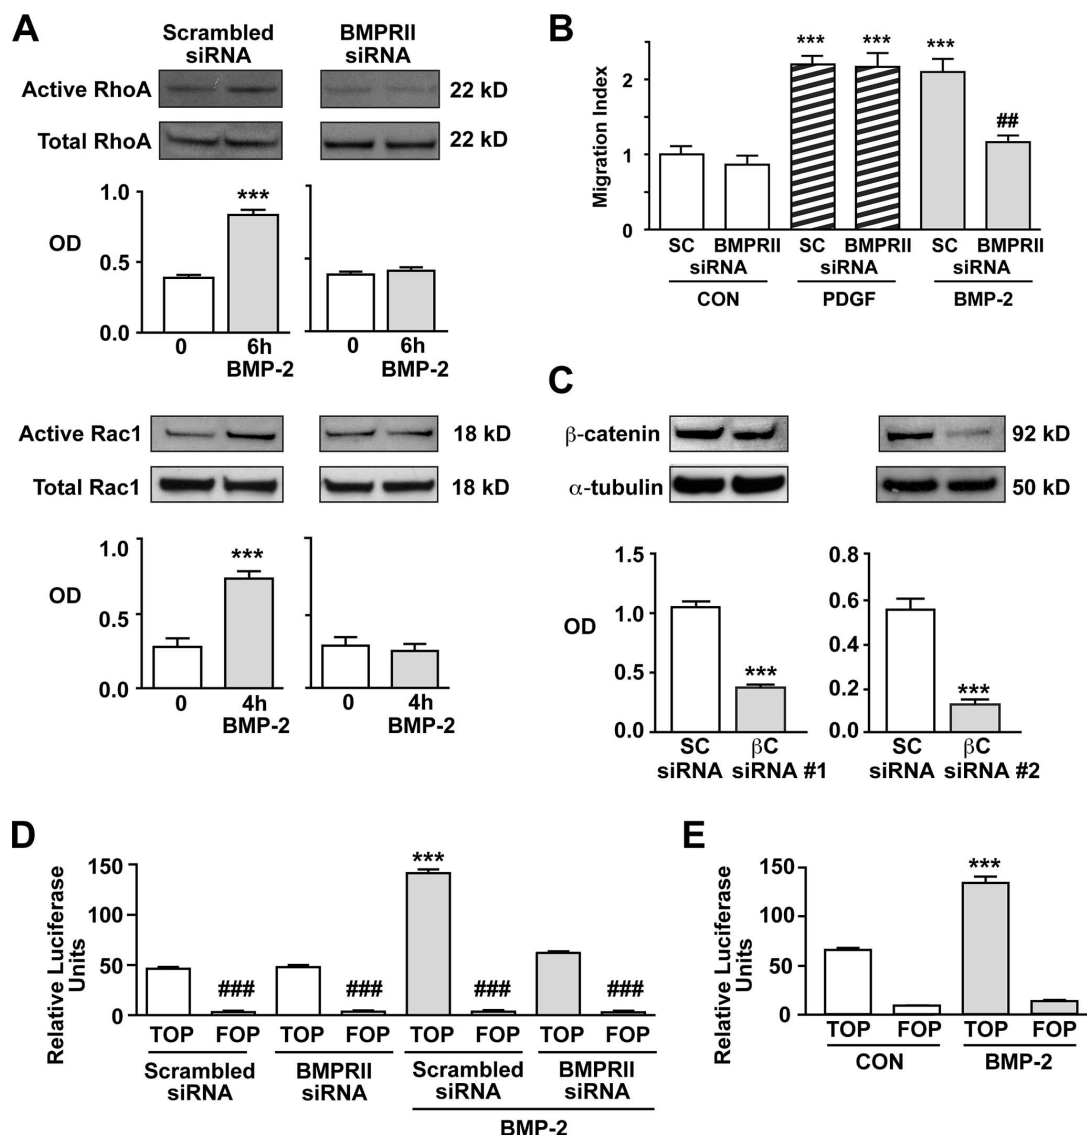 A
Scrambled siRNA
BMPRII siRNA
Active RhoA
22 kD
Total RhoA
22 kD
OD
1.0
0.5
0.0
***
0
6h
BMP-2
0
6h
BMP-2
Active Rac1
18 kD
Total Rac1
18 kD
OD
1.0
0.5
0.0
***
0
4h
BMP-2
0
4h
BMP-2
B
Migration Index
2
1
0
*** *** *** ##
SC BMPRII SC BMPRII SC BMPRII
siRNA siRNA siRNA
CON PDGF BMP-2
C
β-catenin
92 kD
α-tubulin
50 kD
OD
1.5
1.0
0.5
0.0
***
SC siRNA
βC siRNA #1
0.8
0.6
0.4
0.2
0.0
***
SC siRNA
βC siRNA #2
D
Relative Luciferase Units
150
100
50
0
### ### *** ### ###
TOP FOP TOP FOP TOP FOP TOP FOP
Scrambled siRNA
BMPRII siRNA
Scrambled siRNA
BMPRII siRNA
BMP-2
E
Relative Luciferase Units
150
100
50
0
***
TOP FOP TOP FOP
CON BMP-2